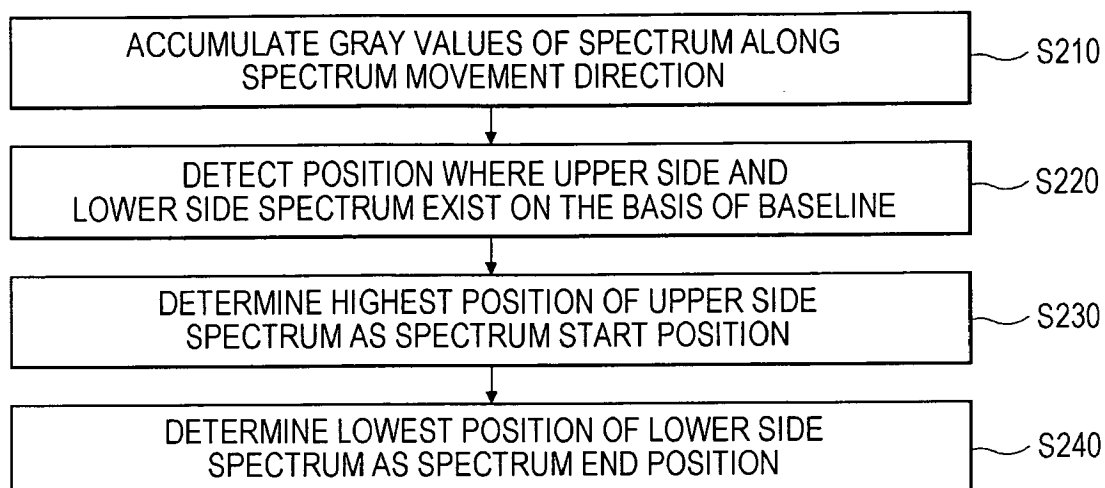 ACCUMULATE GRAY VALUES OF SPECTRUM ALONG
SPECTRUM MOVEMENT DIRECTION
S210
DETECT POSITION WHERE UPPER SIDE AND
LOWER SIDE SPECTRUM EXIST ON THE BASIS OF BASELINE
S220
DETERMINE HIGHEST POSITION OF UPPER SIDE
SPECTRUM AS SPECTRUM START POSITION
S230
DETERMINE LOWEST POSITION OF LOWER SIDE
SPECTRUM AS SPECTRUM END POSITION
S240